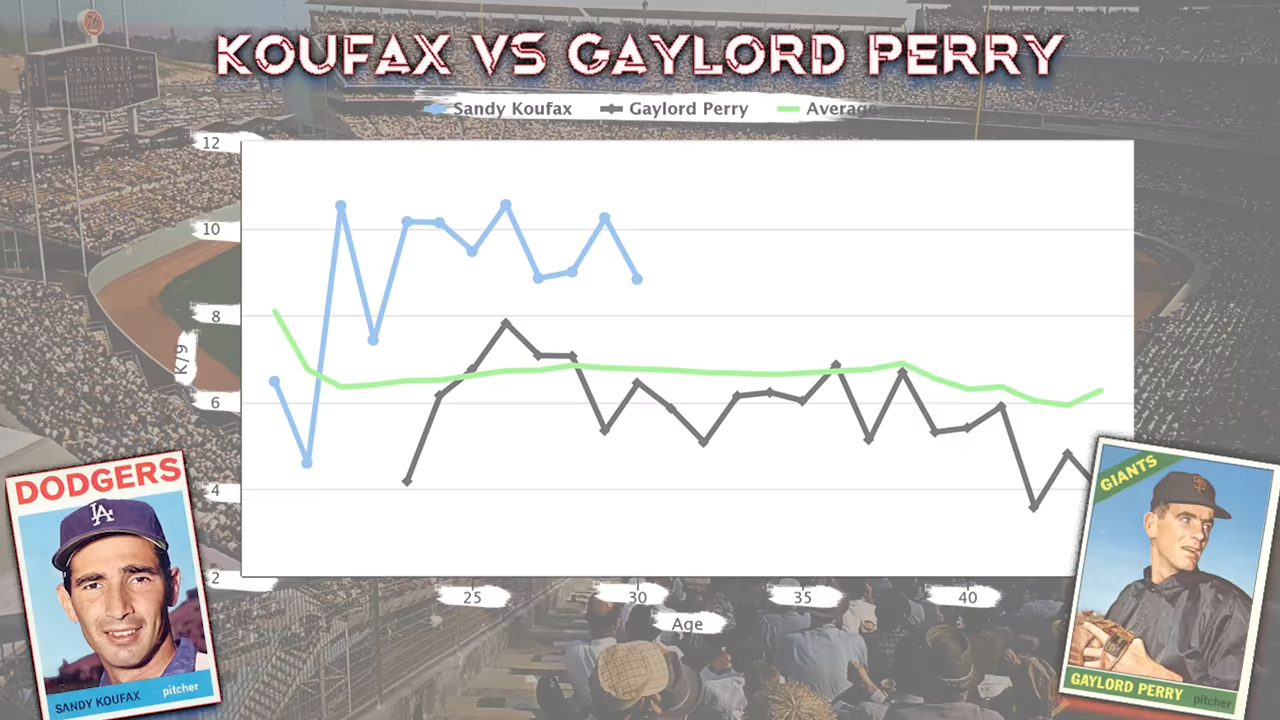 KOUFAX VS GAYLORD PERRY
Sandy Koufax Gaylord Perry Average
12
10
8
6
4
2
K/9
25 30 35 40
Age
76
DODGERS
LA
SANDY KOUFAX pitcher
GIANTS
SF
GAYLORD PERRY pitcher